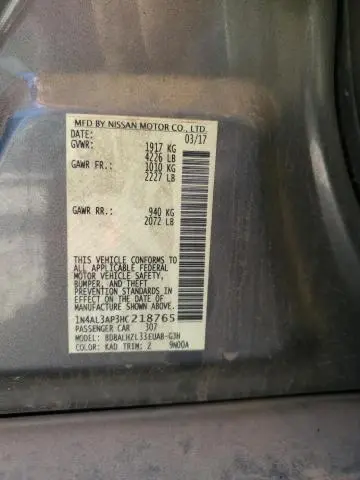 MFD BY NISSAN MOTOR CO., LTD.
DATE: 03/17
GVWR: 1917 KG
4226 LB
GAWR FR.: 1010 KG
2227 LB
GAWR RR.: 940 KG
2072 LB
THIS VEHICLE CONFORMS TO ALL
APPLICABLE FEDERAL MOTOR VEHICLE SAFETY,
BUMPER, AND THEFT PREVENTION
STANDARDS IN EFFECT ON THE DATE
OF MANUFACTURE SHOWN ABOVE.
1N4AL3AP3HC218765
PASSENGER CAR 307
MODEL: BDBALHZL33EUAB-G3H
COLOR: KAD TRIM: Z 9N00A